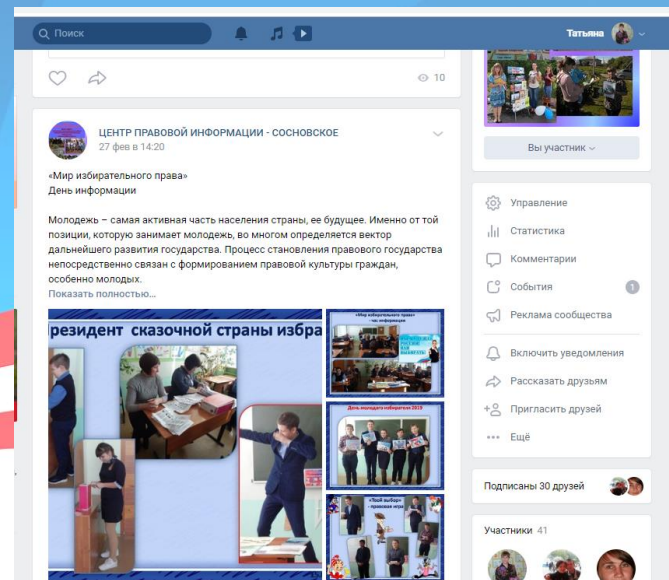 Поиск
Татьяна
10
ЦЕНТР ПРАВОВОЙ ИНФОРМАЦИИ - СОСНОВСКОЕ
27 фев в 14:20
«Мир избирательного права»
День информации
Молодежь – самая активная часть населения страны, ее будущее. Именно от той
позиции, которую занимает молодежь, во многом определяется вектор
дальнейшего развития государства. Процесс становления правового государства
непосредственно связан с формированием правовой культуры граждан,
особенно молодых.
Показать полностью...
резидент сказочной страны избра
«Мир избирательного права»
- час информации
День молодого избирателя 2019
«Твой выбор»
- правовая игра
Вы участник
Управление
Статистика
Комментарии
События 1
Реклама сообщества
Включить уведомления
Рассказать друзьям
Пригласить друзей
Ещё
Подписаны 30 друзей
Участники 41